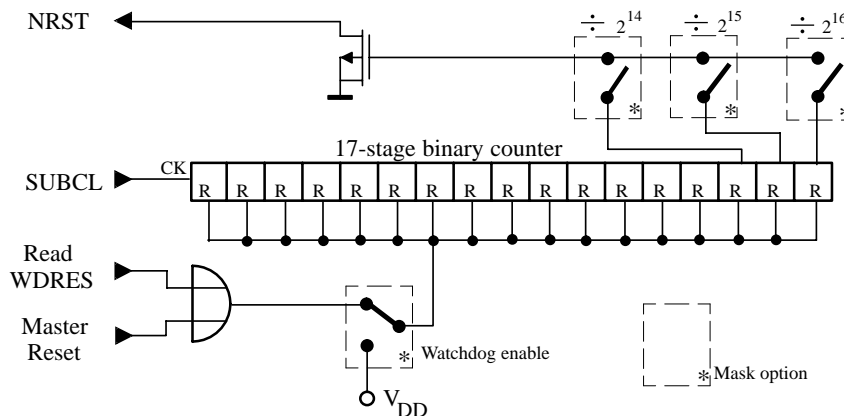 NRST
÷ 2^14 ÷ 2^15 ÷ 2^16
* * *
17-stage binary counter
SUBCL CK
R R R R R R R R R R R R R R R R R
Read
WDRES
Master
Reset
* Watchdog enable
* Mask option
VDD